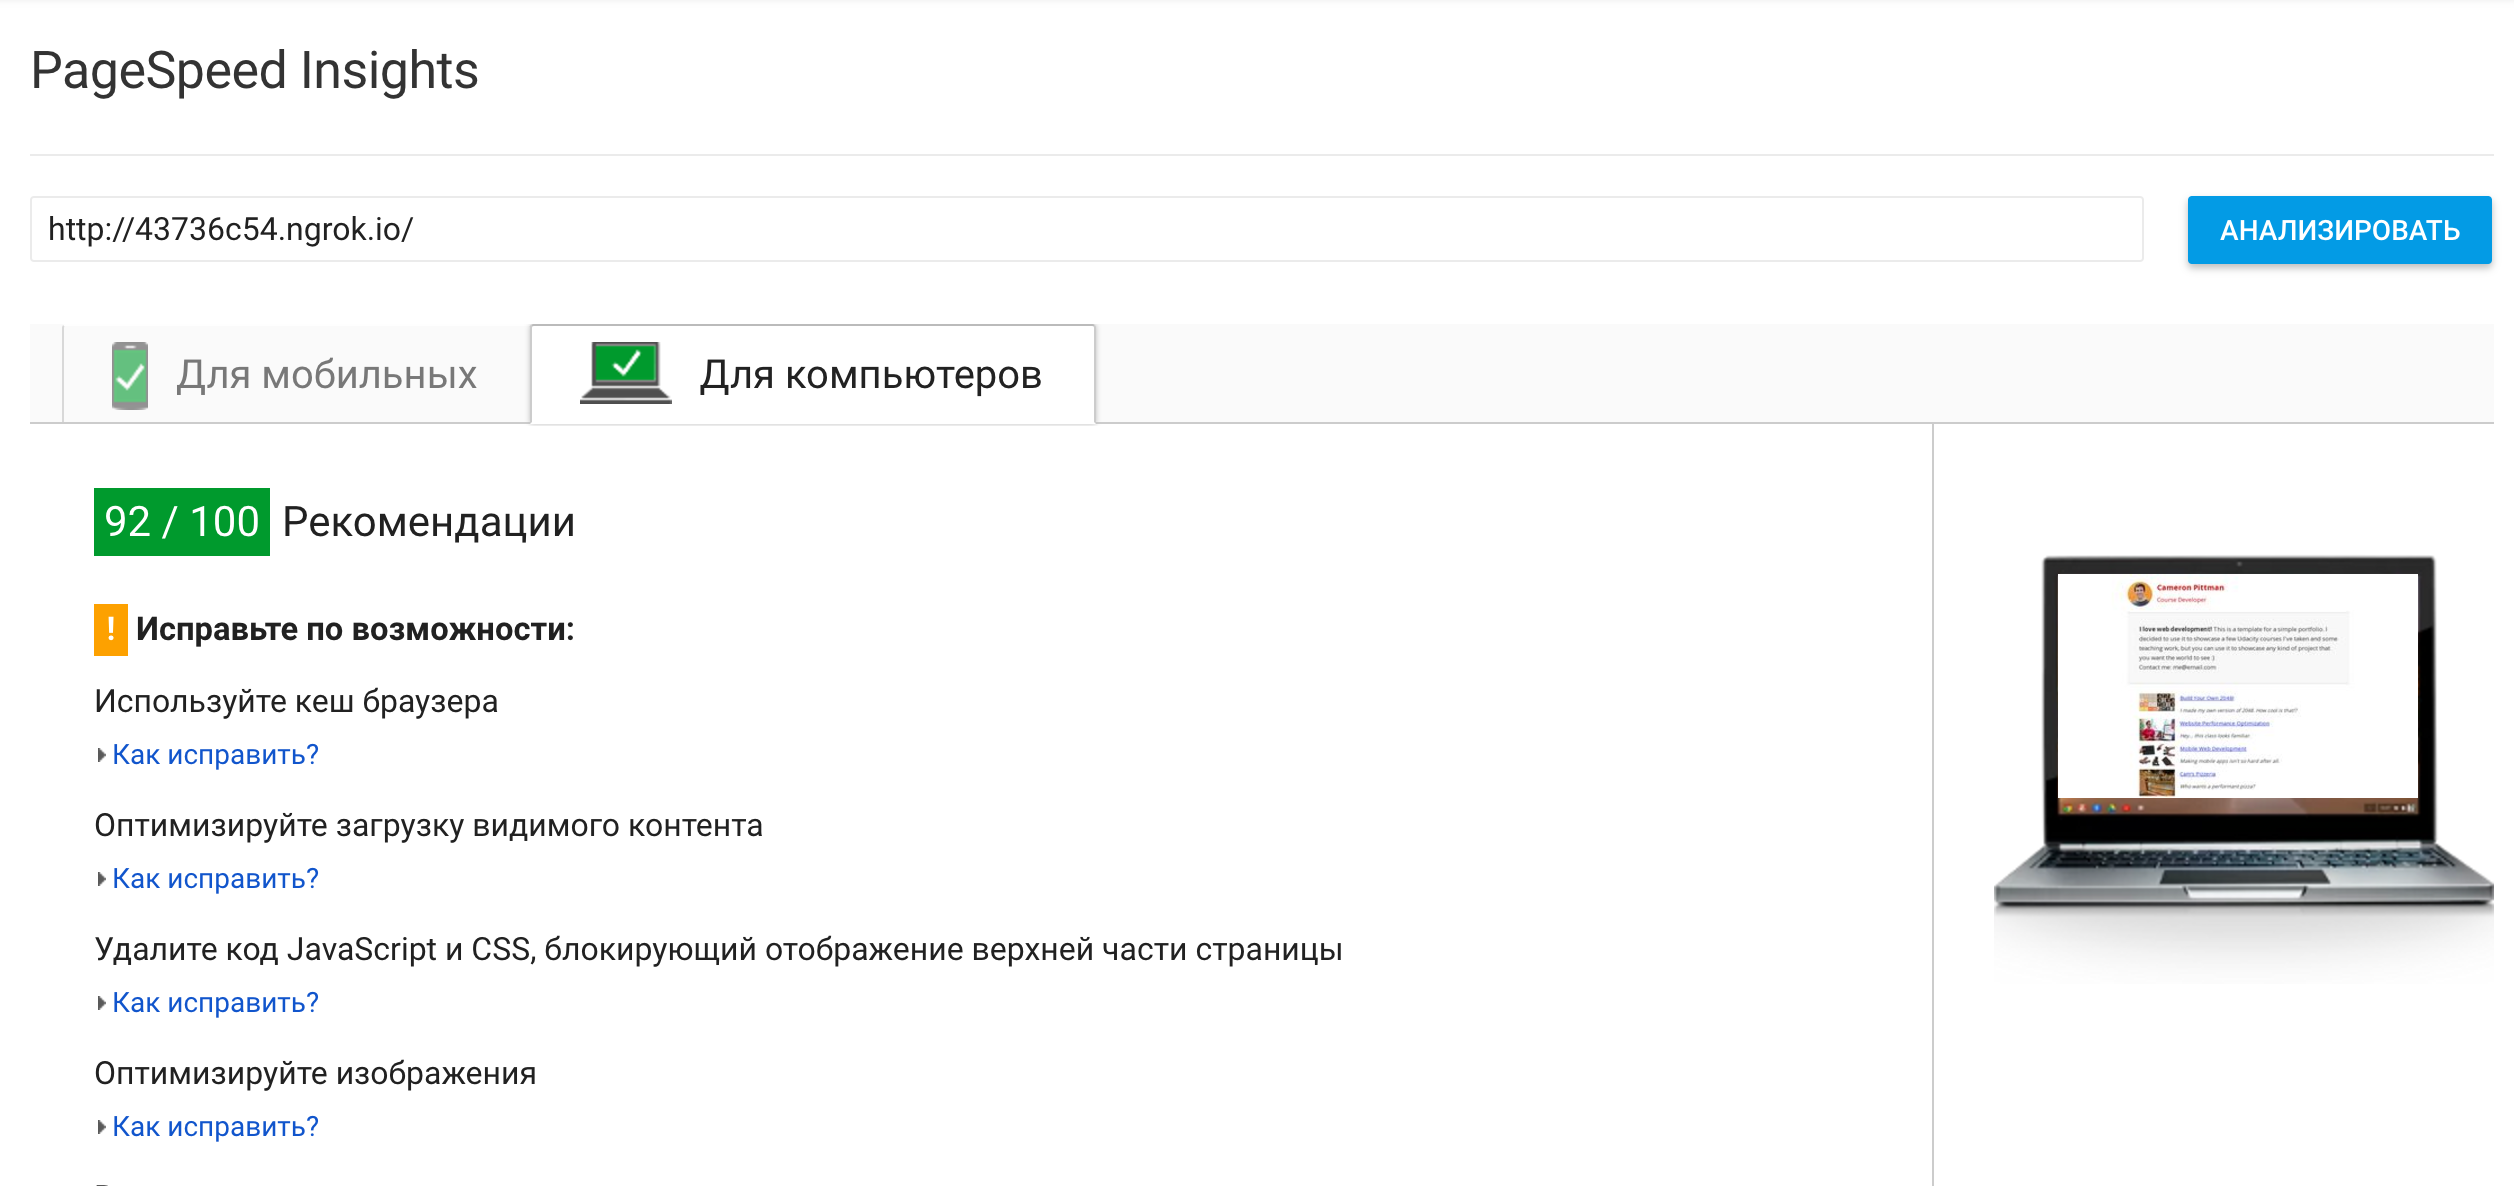 PageSpeed Insights
http://43736c54.ngrok.io/
АНАЛИЗИРОВАТЬ
Для мобильных
Для компьютеров
92 / 100 Рекомендации
! Исправьте по возможности:
Используйте кеш браузера
Как исправить?
Оптимизируйте загрузку видимого контента
Как исправить?
Удалите код JavaScript и CSS, блокирующий отображение верхней части страницы
Как исправить?
Оптимизируйте изображения
Как исправить?
Cameron Pittman
Course Developer
I love web development! This is a template for a simple portfolio. I
decided to use it to showcase a few Udacity courses I've taken and some
teaching work, but you can use it to showcase any kind of project that
you want the world to see :)
Contact me: me@email.com
Build Your Own 2048!
I made my own version of 2048. How cool is that!?
Website Performance Optimization
Hey... this class looks familiar.
Mobile Web Development
Making mobile apps isn't so hard after all.
Cam's Pizzeria
Who wants a performant pizza?